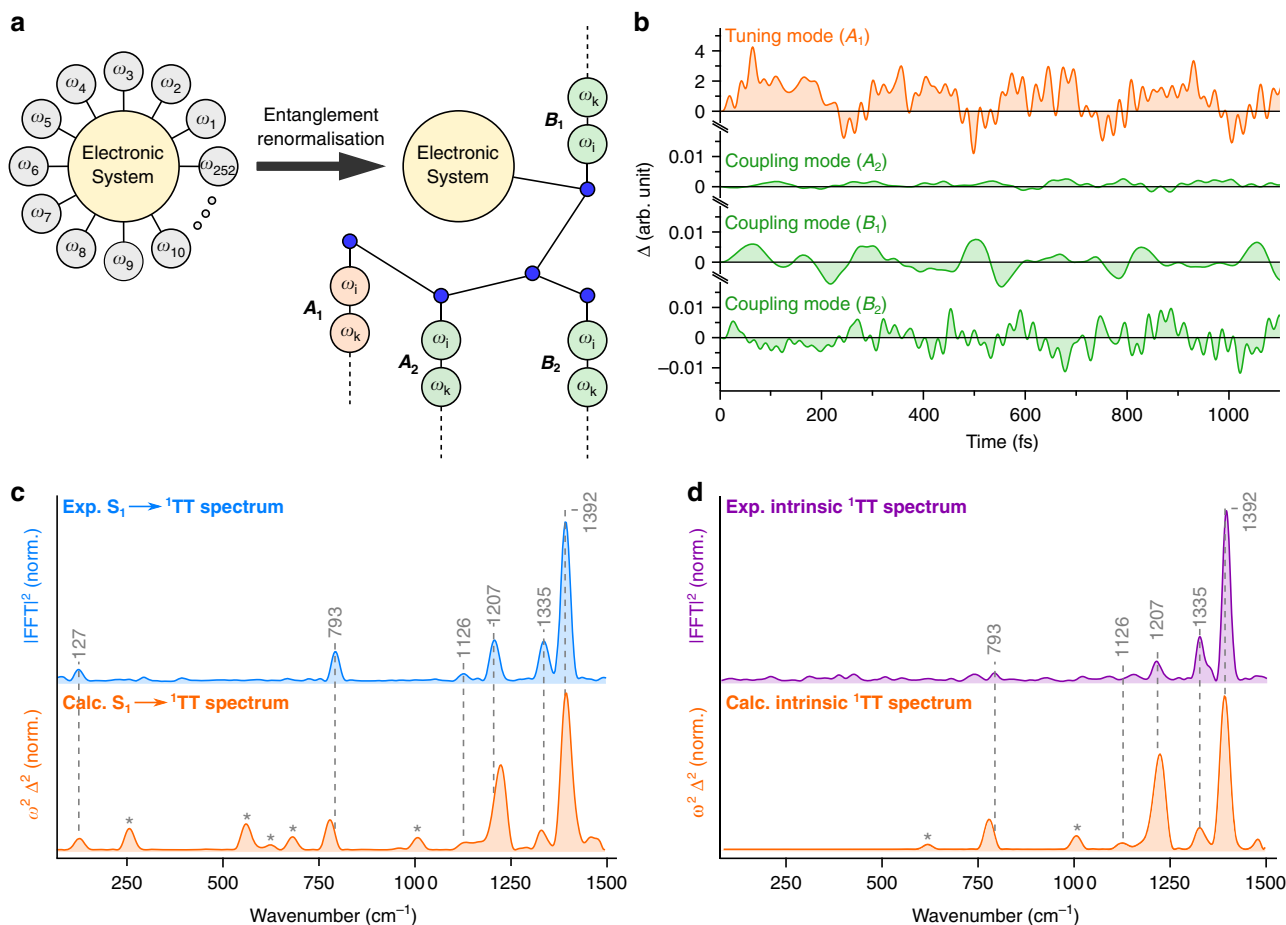 a
ω3
ω4
ω2
ω5
ω1
ω6
Electronic
System
ω252
ω7
ω8
ω9
ω10
Entanglement
renormalisation
Electronic
System
B1
ωk
ωi
A1
ωi
ωk
A2
ωi
ωk
B2
ωi
ωk
b
Tuning mode (A1)
4
2
0
Coupling mode (A2)
0.01
0
Coupling mode (B1)
0.01
0
Coupling mode (B2)
0.01
0
−0.01
Δ (arb. unit)
0
200
400
600
800
1000
Time (fs)
c
Exp. S1 → 1TT spectrum
|FFT|2 (norm.)
127
793
1126
1207
1335
1392
Calc. S1 → 1TT spectrum
ω2 Δ2 (norm.)
* * * * *
250
500
750
1000
1250
1500
Wavenumber (cm−1)
d
Exp. intrinsic 1TT spectrum
|FFT|2 (norm.)
793
1126
1207
1335
1392
Calc. intrinsic 1TT spectrum
ω2 Δ2 (norm.)
* *
250
500
750
1000
1250
1500
Wavenumber (cm−1)